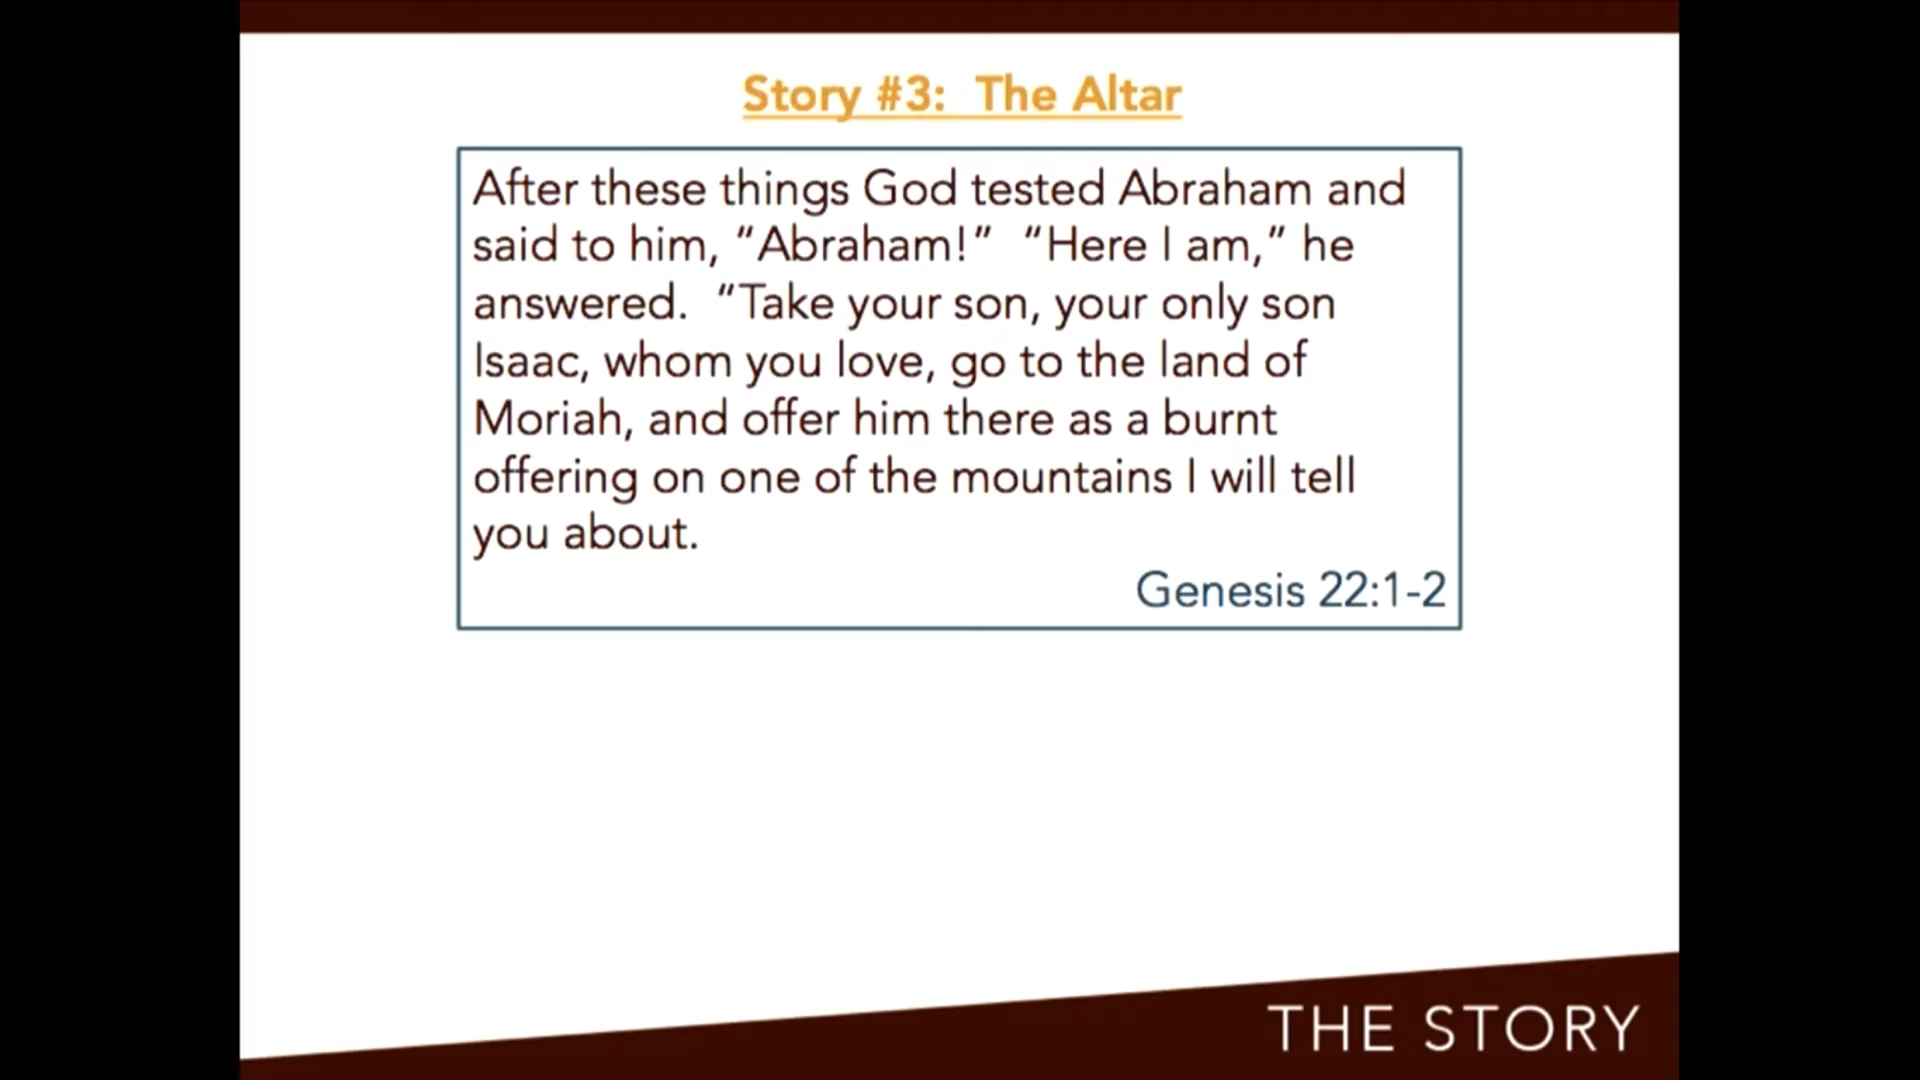 Story #3:  The Altar
After these things God tested Abraham and
said to him, “Abraham!”  “Here I am,” he
answered.  “Take your son, your only son
Isaac, whom you love, go to the land of
Moriah, and offer him there as a burnt
offering on one of the mountains I will tell
you about.
Genesis 22:1-2
THE STORY